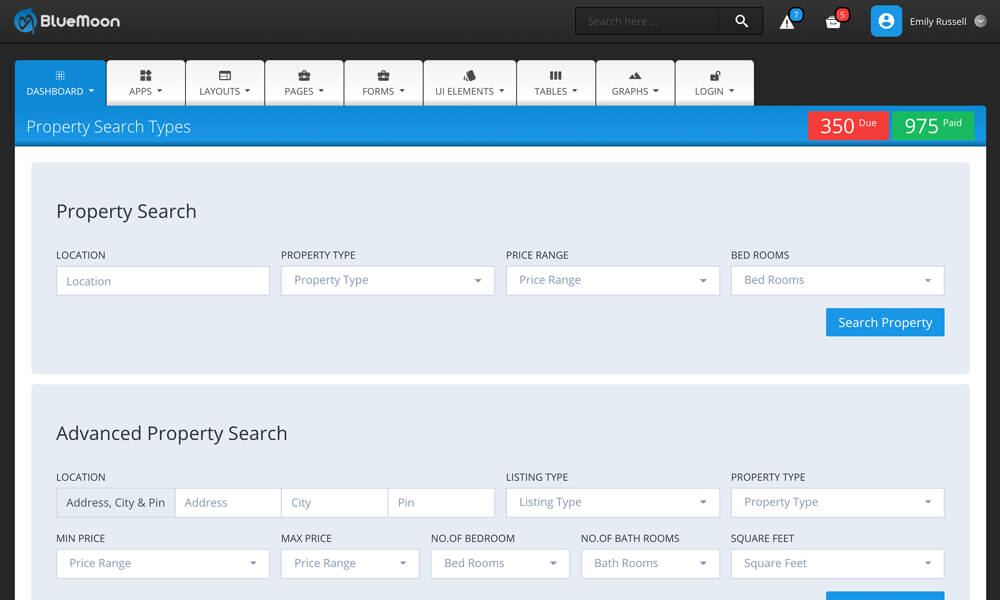 BlueMoon
Search here ...
7
5
Emily Russell
DASHBOARD
APPS
LAYOUTS
PAGES
FORMS
UI ELEMENTS
TABLES
GRAPHS
LOGIN
Property Search Types
350 Due
975 Paid
Property Search
LOCATION
PROPERTY TYPE
PRICE RANGE
BED ROOMS
Location
Property Type
Price Range
Bed Rooms
Search Property
Advanced Property Search
LOCATION
LISTING TYPE
PROPERTY TYPE
Address, City & Pin
Address
City
Pin
Listing Type
Property Type
MIN PRICE
MAX PRICE
NO.OF BEDROOM
NO.OF BATH ROOMS
SQUARE FEET
Price Range
Price Range
Bed Rooms
Bath Rooms
Square Feet